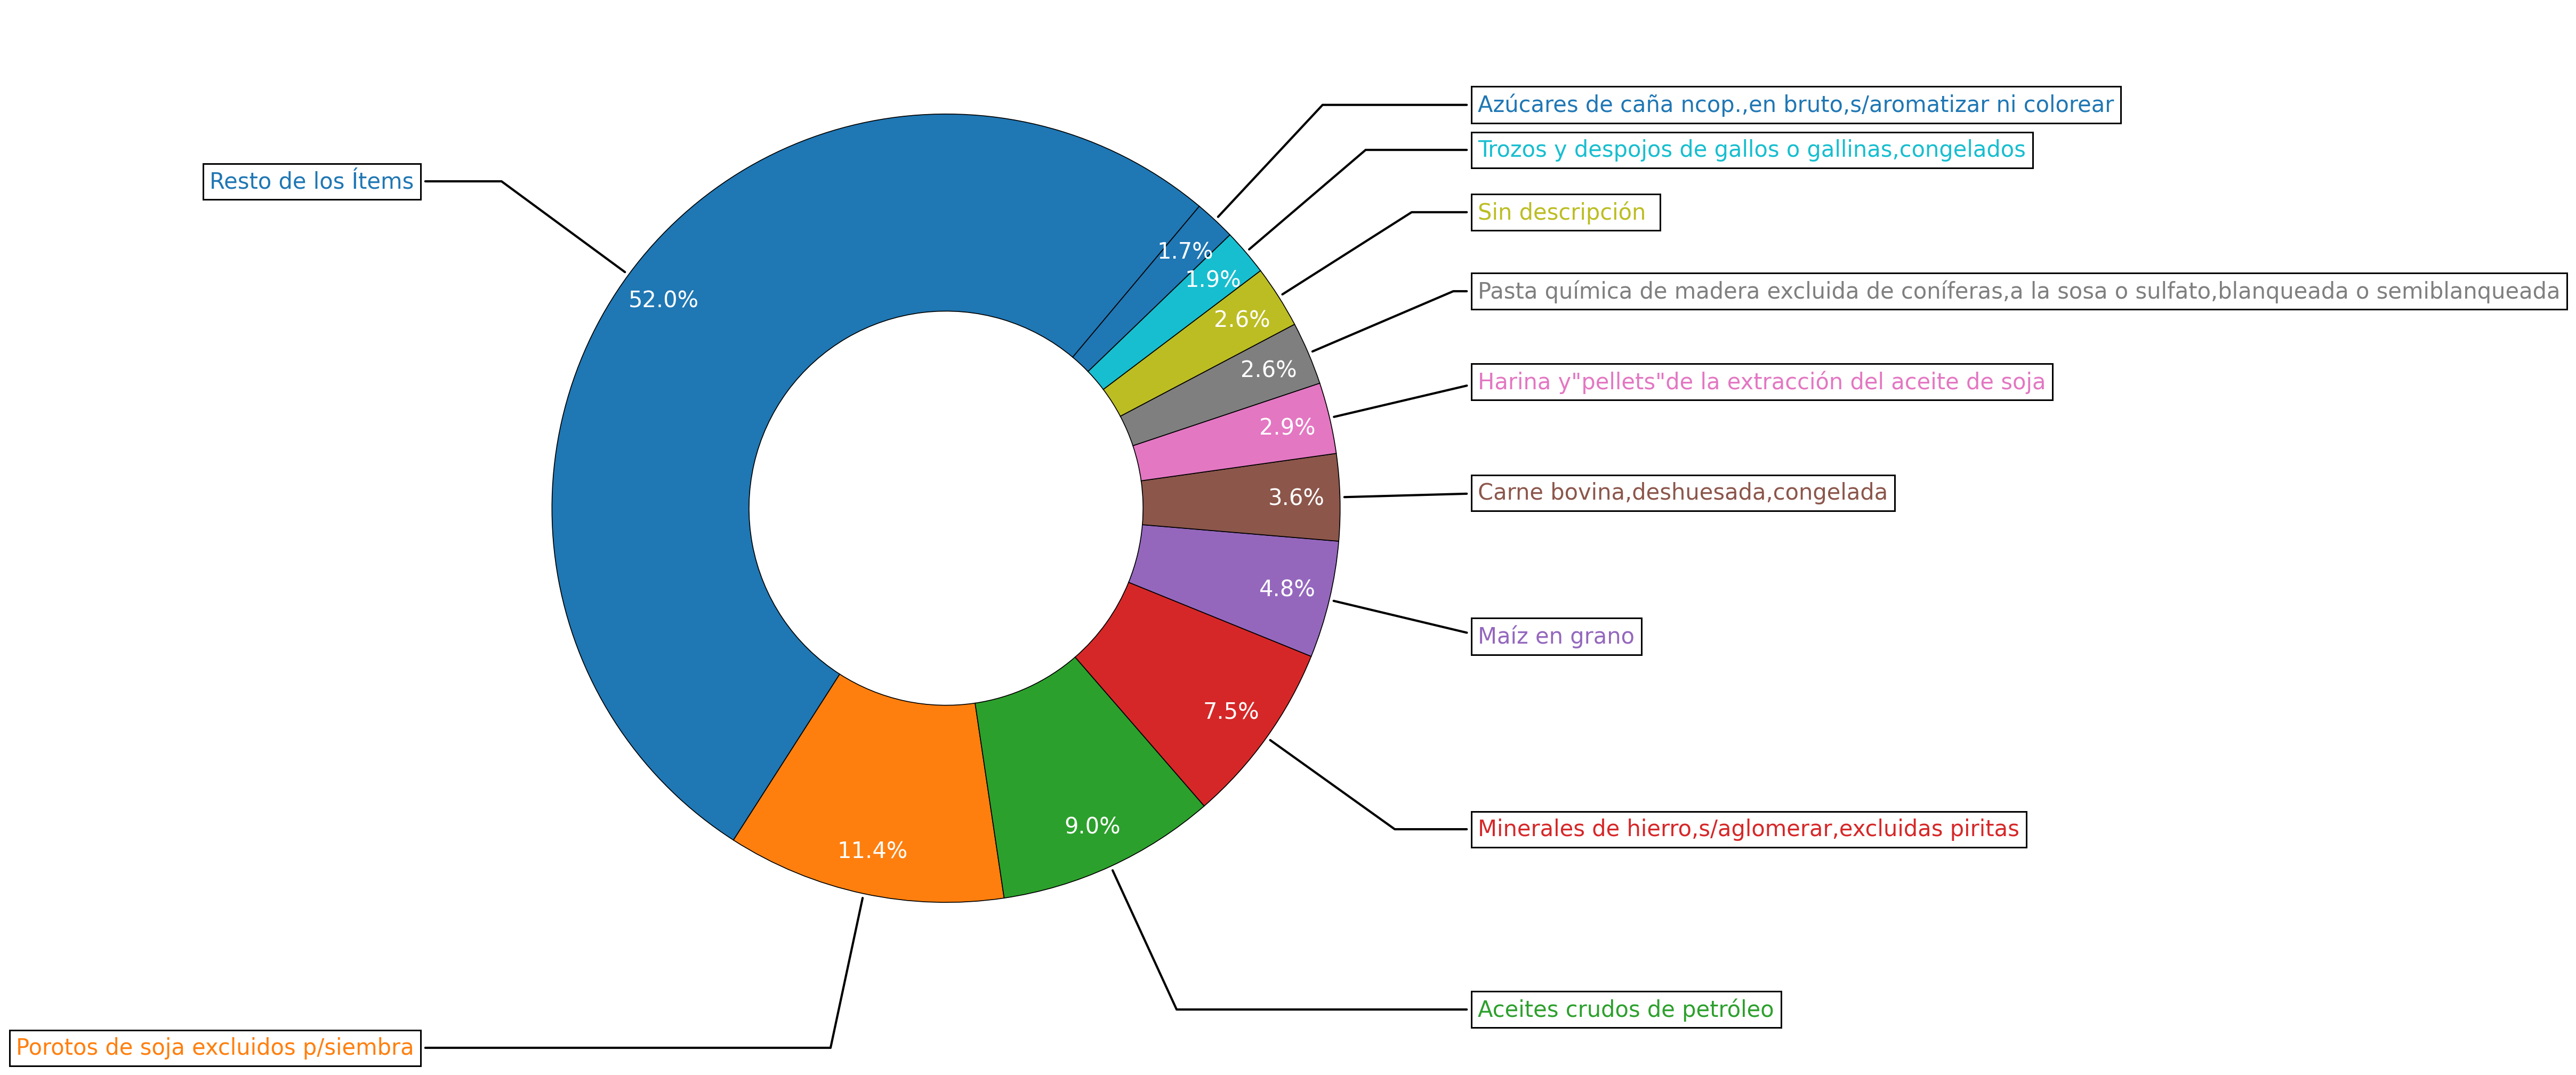 Azúcares de caña ncop.,en bruto,s/aromatizar ni colorear
Trozos y despojos de gallos o gallinas,congelados
Resto de los Ítems
Sin descripción
1.7%
1.9%
Pasta química de madera excluida de coníferas,a la sosa o sulfato,blanqueada o semiblanqueada
52.0%
2.6%
2.6%
Harina y"pellets"de la extracción del aceite de soja
2.9%
Carne bovina,deshuesada,congelada
3.6%
4.8%
Maíz en grano
7.5%
Minerales de hierro,s/aglomerar,excluidas piritas
9.0%
11.4%
Aceites crudos de petróleo
Porotos de soja excluidos p/siembra